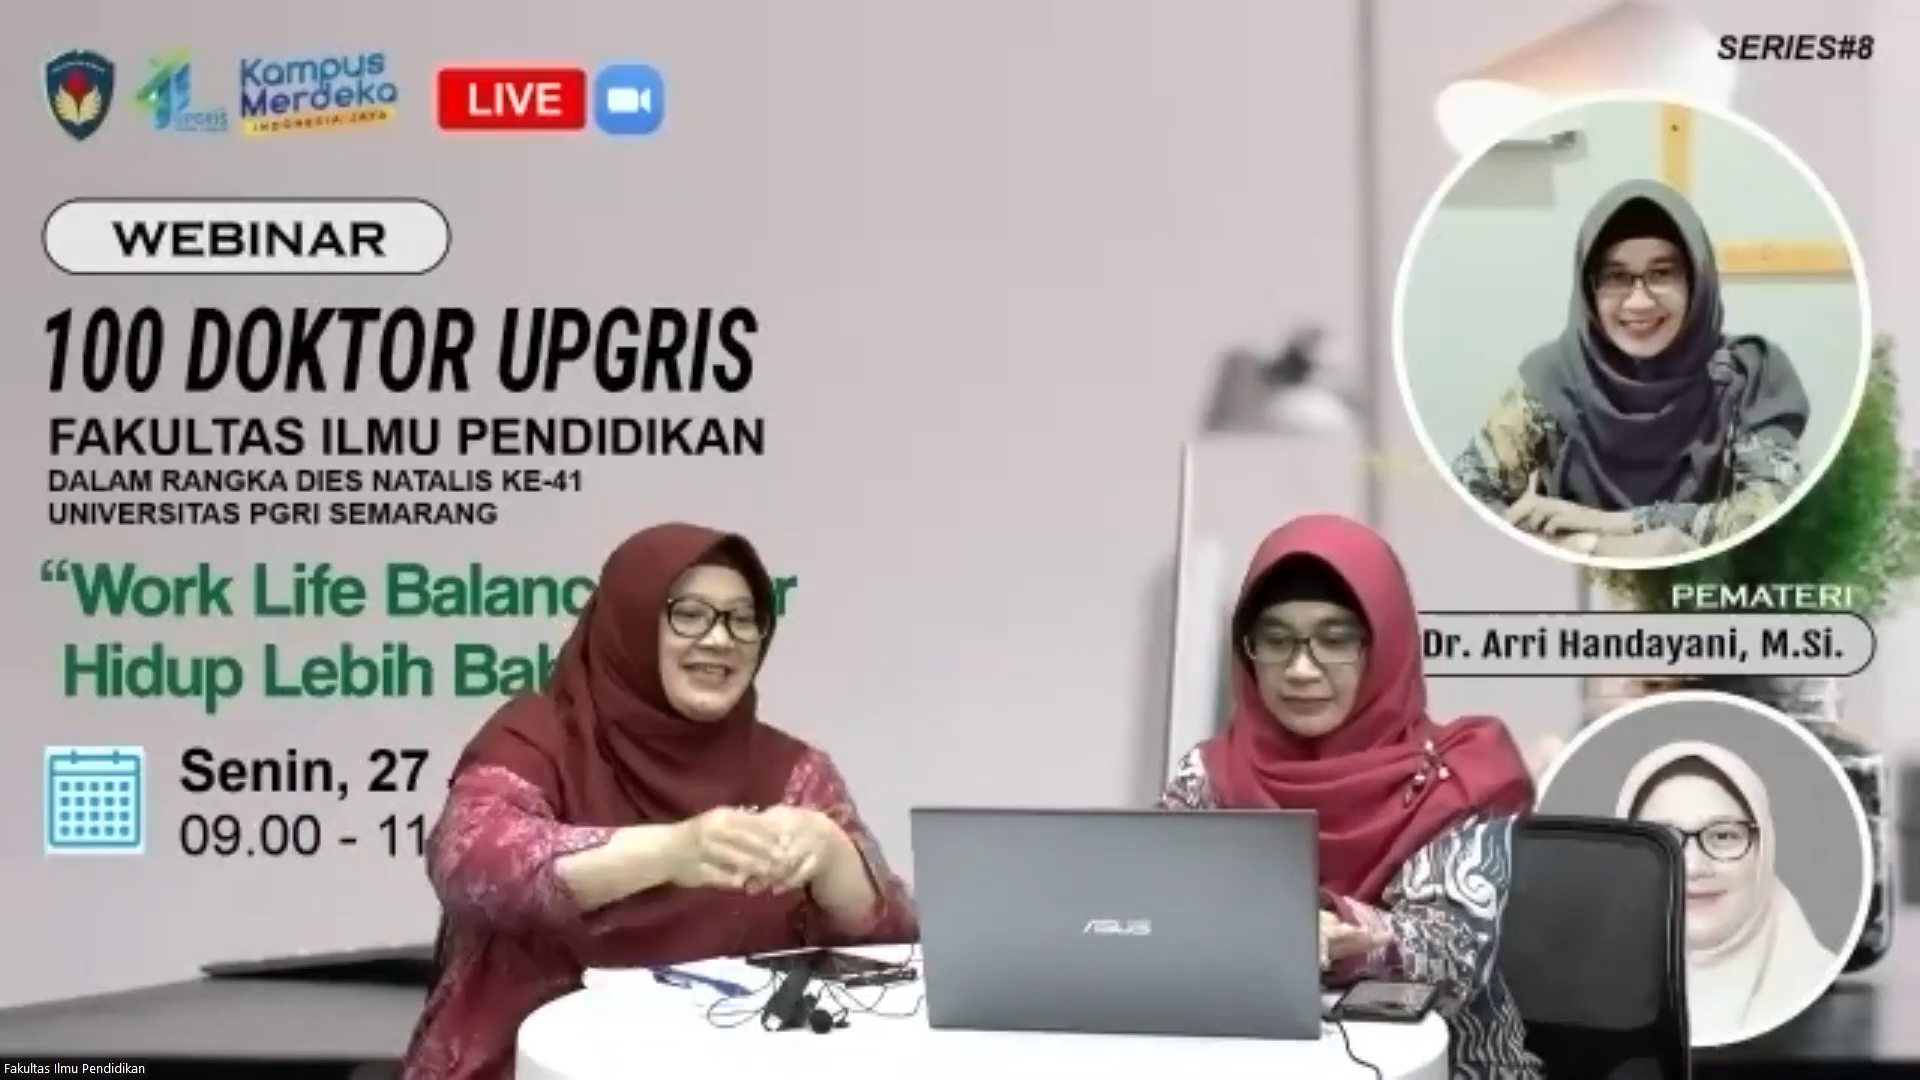 SERIES#8
UPGRIS
Kampus
Merdeka
INDONESIA JAYA
LIVE
WEBINAR
100 DOKTOR UPGRIS
FAKULTAS ILMU PENDIDIKAN
DALAM RANGKA DIES NATALIS KE-41
UNIVERSITAS PGRI SEMARANG
“Work Life Balanc
Hidup Lebih Bah
Senin, 27
09.00 - 11
PEMATERI
Dr. Arri Handayani, M.Si.
ASUS
Fakultas Ilmu Pendidikan